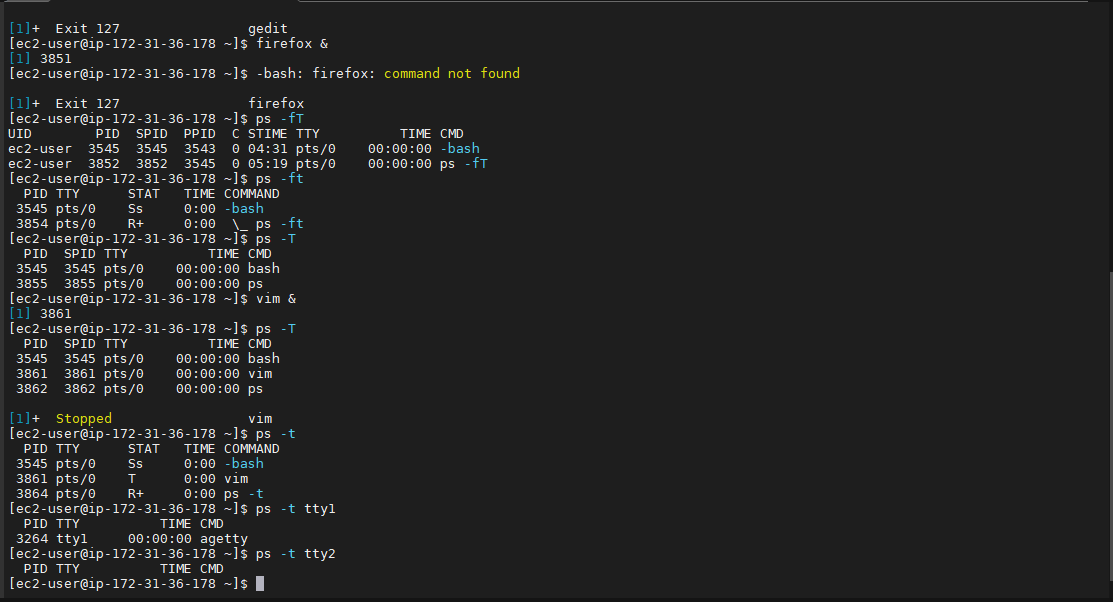 [1]+  Exit 127                gedit
[ec2-user@ip-172-31-36-178 ~]$ firefox &
[1] 3851
[ec2-user@ip-172-31-36-178 ~]$ -bash: firefox: command not found
[1]+  Exit 127                firefox
[ec2-user@ip-172-31-36-178 ~]$ ps -fT
UID        PID  SPID  PPID  C STIME TTY          TIME CMD
ec2-user  3545  3545  3543  0 04:31 pts/0    00:00:00 -bash
ec2-user  3852  3852  3545  0 05:19 pts/0    00:00:00 ps -fT
[ec2-user@ip-172-31-36-178 ~]$ ps -ft
  PID TTY      STAT   TIME COMMAND
 3545 pts/0    Ss     0:00 -bash
 3854 pts/0    R+     0:00  \_ ps -ft
[ec2-user@ip-172-31-36-178 ~]$ ps -T
  PID  SPID TTY          TIME CMD
 3545  3545 pts/0    00:00:00 bash
 3855  3855 pts/0    00:00:00 ps
[ec2-user@ip-172-31-36-178 ~]$ vim &
[1] 3861
[ec2-user@ip-172-31-36-178 ~]$ ps -T
  PID  SPID TTY          TIME CMD
 3545  3545 pts/0    00:00:00 bash
 3861  3861 pts/0    00:00:00 vim
 3862  3862 pts/0    00:00:00 ps
[1]+  Stopped                 vim
[ec2-user@ip-172-31-36-178 ~]$ ps -t
  PID TTY      STAT   TIME COMMAND
 3545 pts/0    Ss     0:00 -bash
 3861 pts/0    T      0:00 vim
 3864 pts/0    R+     0:00 ps -t
[ec2-user@ip-172-31-36-178 ~]$ ps -t tty1
  PID TTY          TIME CMD
 3264 tty1     00:00:00 agetty
[ec2-user@ip-172-31-36-178 ~]$ ps -t tty2
  PID TTY          TIME CMD
[ec2-user@ip-172-31-36-178 ~]$